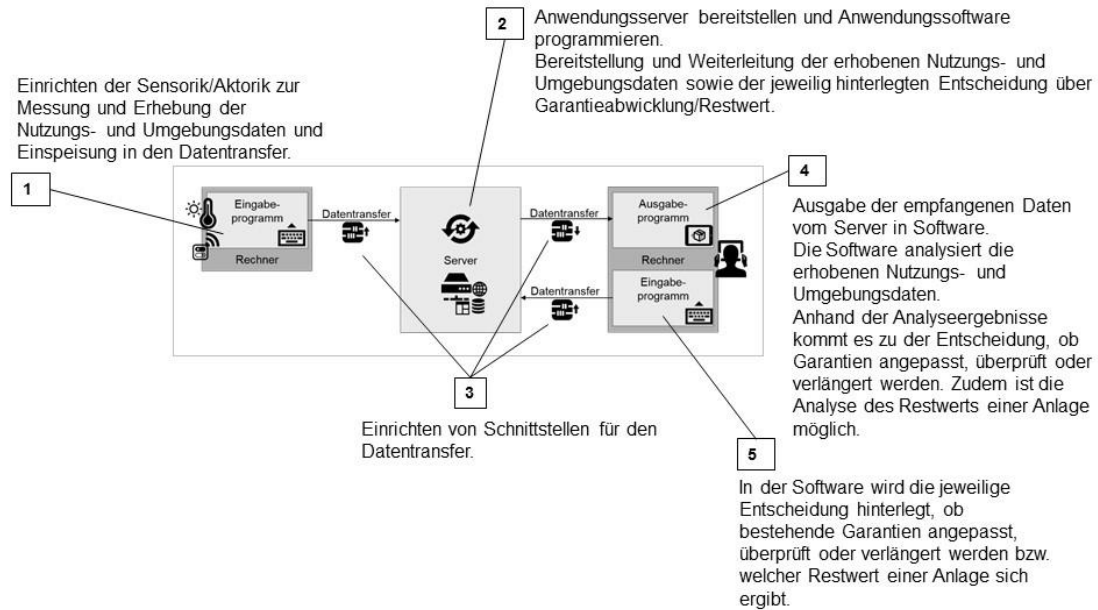 2
Anwendungsserver bereitstellen und Anwendungssoftware
programmieren.
Bereitstellung und Weiterleitung der erhobenen Nutzungs- und
Umgebungsdaten sowie der jeweilig hinterlegten Entscheidung über
Garantieabwicklung/Restwert.
Einrichten der Sensorik/Aktorik zur
Messung und Erhebung der
Nutzungs- und Umgebungsdaten und
Einspeisung in den Datentransfer.
1
Eingabe-
programm
Rechner
Datentransfer
Server
Datentransfer
Datentransfer
Ausgabe-
programm
Rechner
Eingabe-
programm
3
Einrichten von Schnittstellen für den
Datentransfer.
4
Ausgabe der empfangenen Daten
vom Server in Software.
Die Software analysiert die
erhobenen Nutzungs- und
Umgebungsdaten.
Anhand der Analyseergebnisse
kommt es zu der Entscheidung, ob
Garantien angepasst, überprüft oder
verlängert werden. Zudem ist die
Analyse des Restwerts einer Anlage
möglich.
5
In der Software wird die jeweilige
Entscheidung hinterlegt, ob
bestehende Garantien angepasst,
überprüft oder verlängert werden bzw.
welcher Restwert einer Anlage sich
ergibt.